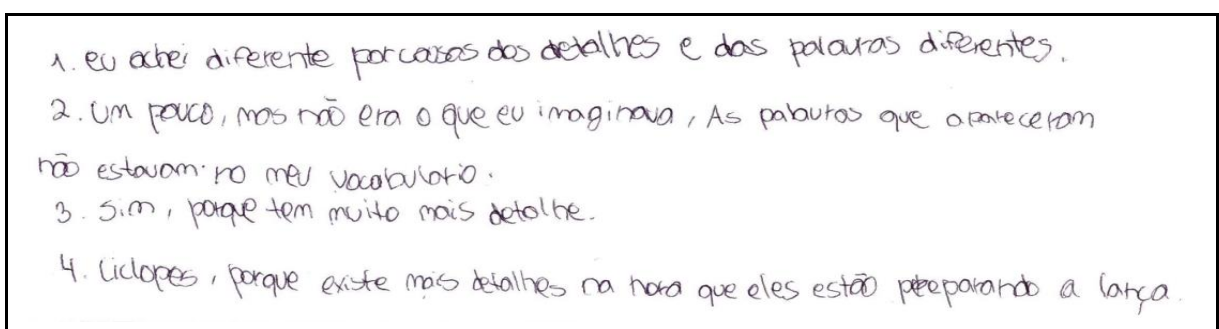 1. eu achei diferente por causos dos detalhes e das palavras diferentes.
2. Um pouco, mas não era o que eu imaginava, As palavras que apareceram
não estavam no meu vocabulario.
3. Sim, porque tem muito mais detalhe.
4. Ciclopes, porque existe mais detalhes na hora que eles estão preparando a lança.